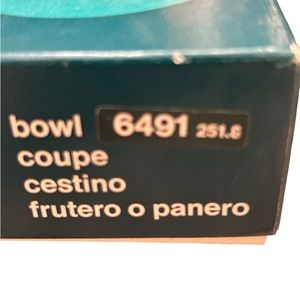 bowl 6491 251.6
coupe
cestino
frutero o panero